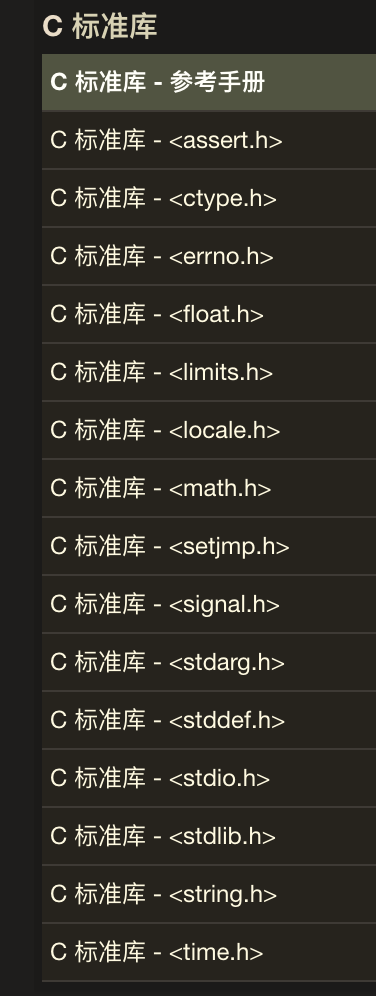 C 标准库
C 标准库 - 参考手册
C 标准库 - <assert.h>
C 标准库 - <ctype.h>
C 标准库 - <errno.h>
C 标准库 - <float.h>
C 标准库 - <limits.h>
C 标准库 - <locale.h>
C 标准库 - <math.h>
C 标准库 - <setjmp.h>
C 标准库 - <signal.h>
C 标准库 - <stdarg.h>
C 标准库 - <stddef.h>
C 标准库 - <stdio.h>
C 标准库 - <stdlib.h>
C 标准库 - <string.h>
C 标准库 - <time.h>